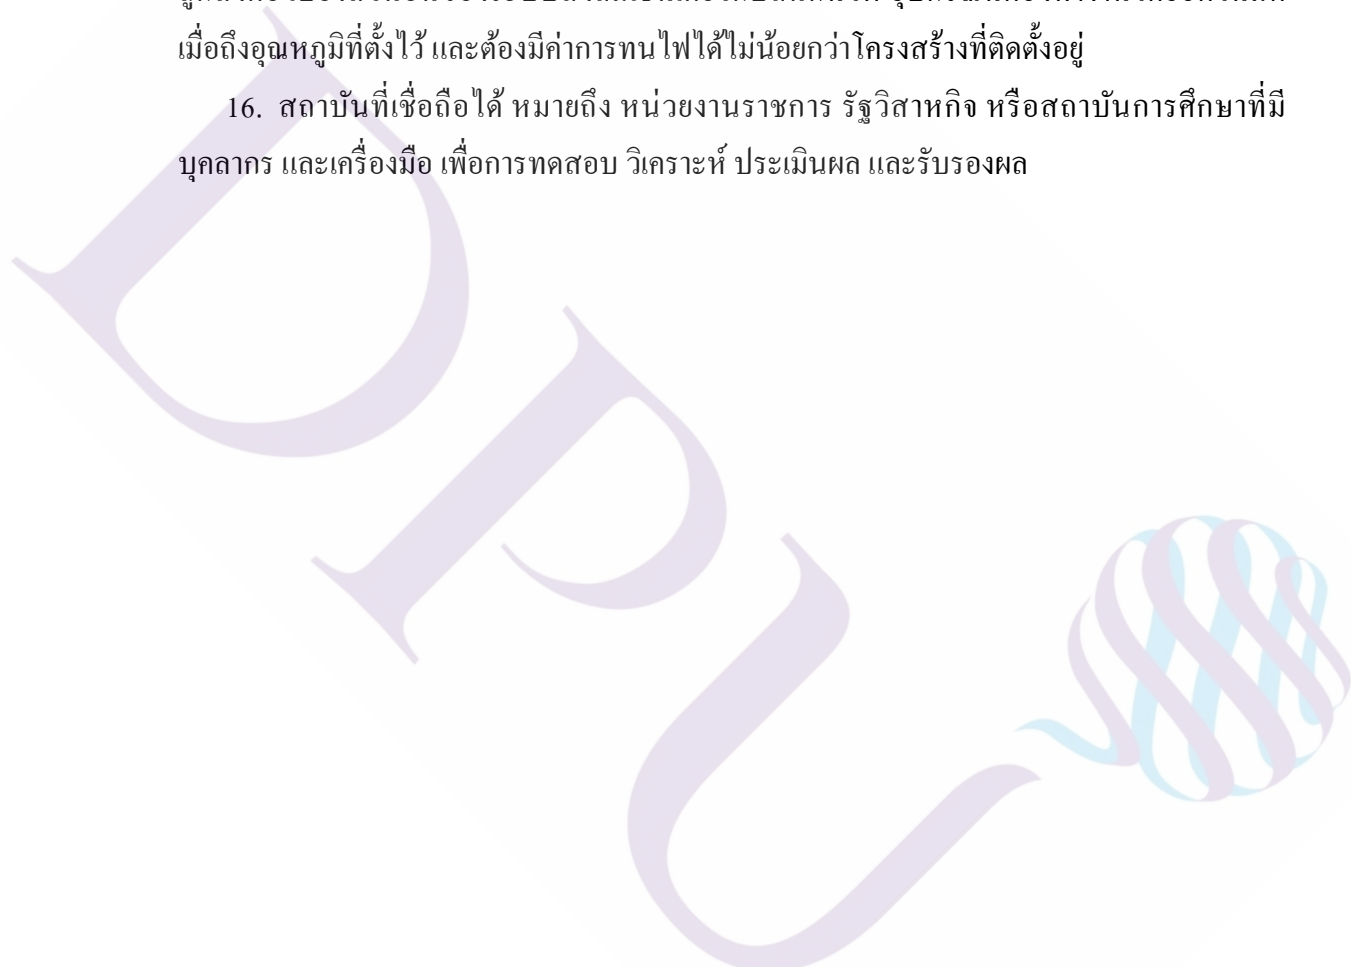 เมื่อถึงอุณหภูมิที่ตั้งไว้ และต้องมีค่าการทนไฟได้ไม่น้อยกว่าโครงสร้างที่ติดตั้งอยู่
16. สถาบันที่เชื่อถือได้ หมายถึง หน่วยงานราชการ รัฐวิสาหกิจ หรือสถาบันการศึกษาที่มี
บุคลากร และเครื่องมือ เพื่อการทดสอบ วิเคราะห์ ประเมินผล และรับรองผล
DPU